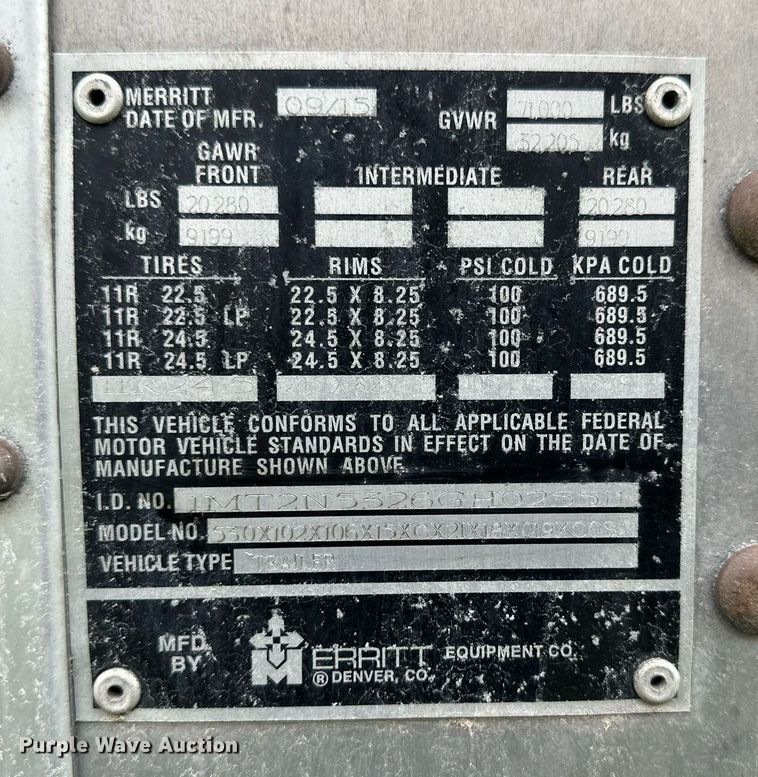 MERRITT
DATE OF MFR. 09/15
GVWR 71000 LBS
32205 kg
GAWR
FRONT INTERMEDIATE REAR
LBS 20280 20280
kg 9199 9199
TIRES RIMS PSI COLD KPA COLD
11R 22.5 22.5 X 8.25 100 689.5
11R 22.5 LP 22.5 X 8.25 100 689.5
11R 24.5 24.5 X 8.25 100 689.5
11R 24.5 LP 24.5 X 8.25 100 689.5
11R 24.5
THIS VEHICLE CONFORMS TO ALL APPLICABLE FEDERAL
MOTOR VEHICLE STANDARDS IN EFFECT ON THE DATE OF
MANUFACTURE SHOWN ABOVE.
I.D. NO.
MODEL NO.
VEHICLE TYPE TRAILER
MFD.
BY
MERRITT EQUIPMENT CO.
® DENVER, CO.
Purple Wave Auction